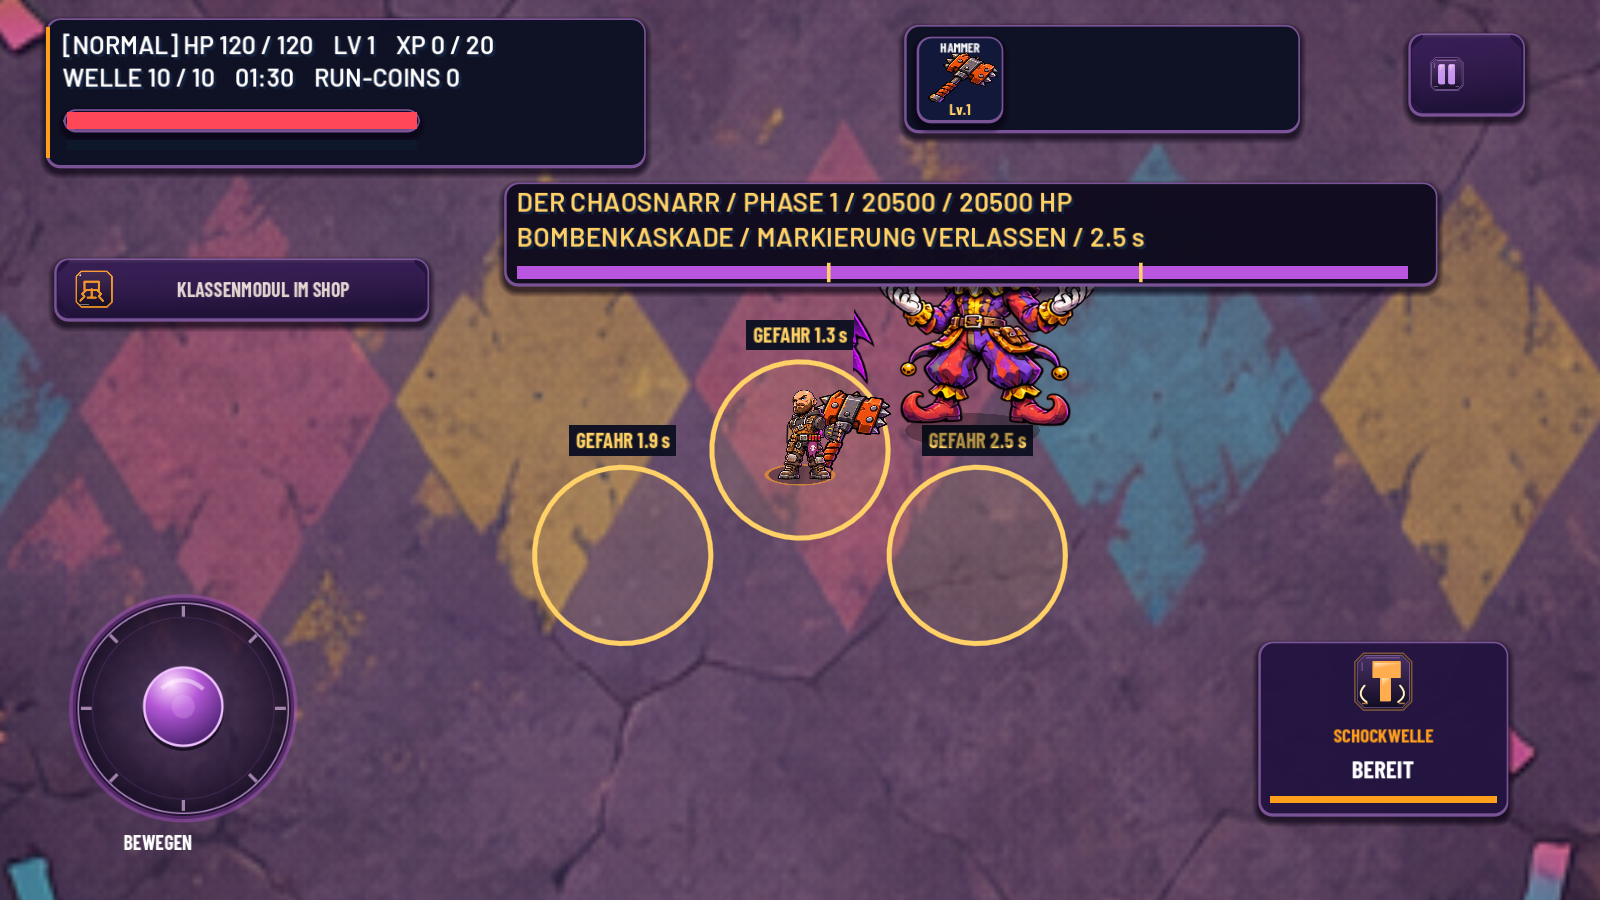 [NORMAL] HP 120 / 120 LV 1 XP 0 / 20
WELLE 10 / 10 01:30 RUN-COINS 0
HAMMER
Lv.1
DER CHAOSNARR / PHASE 1 / 20500 / 20500 HP
BOMBENKASKADE / MARKIERUNG VERLASSEN / 2.5 s
KLASSENMODUL IM SHOP
GEFAHR 1.3 s
GEFAHR 1.9 s
GEFAHR 2.5 s
SCHOCKWELLE
BEREIT
BEWEGEN